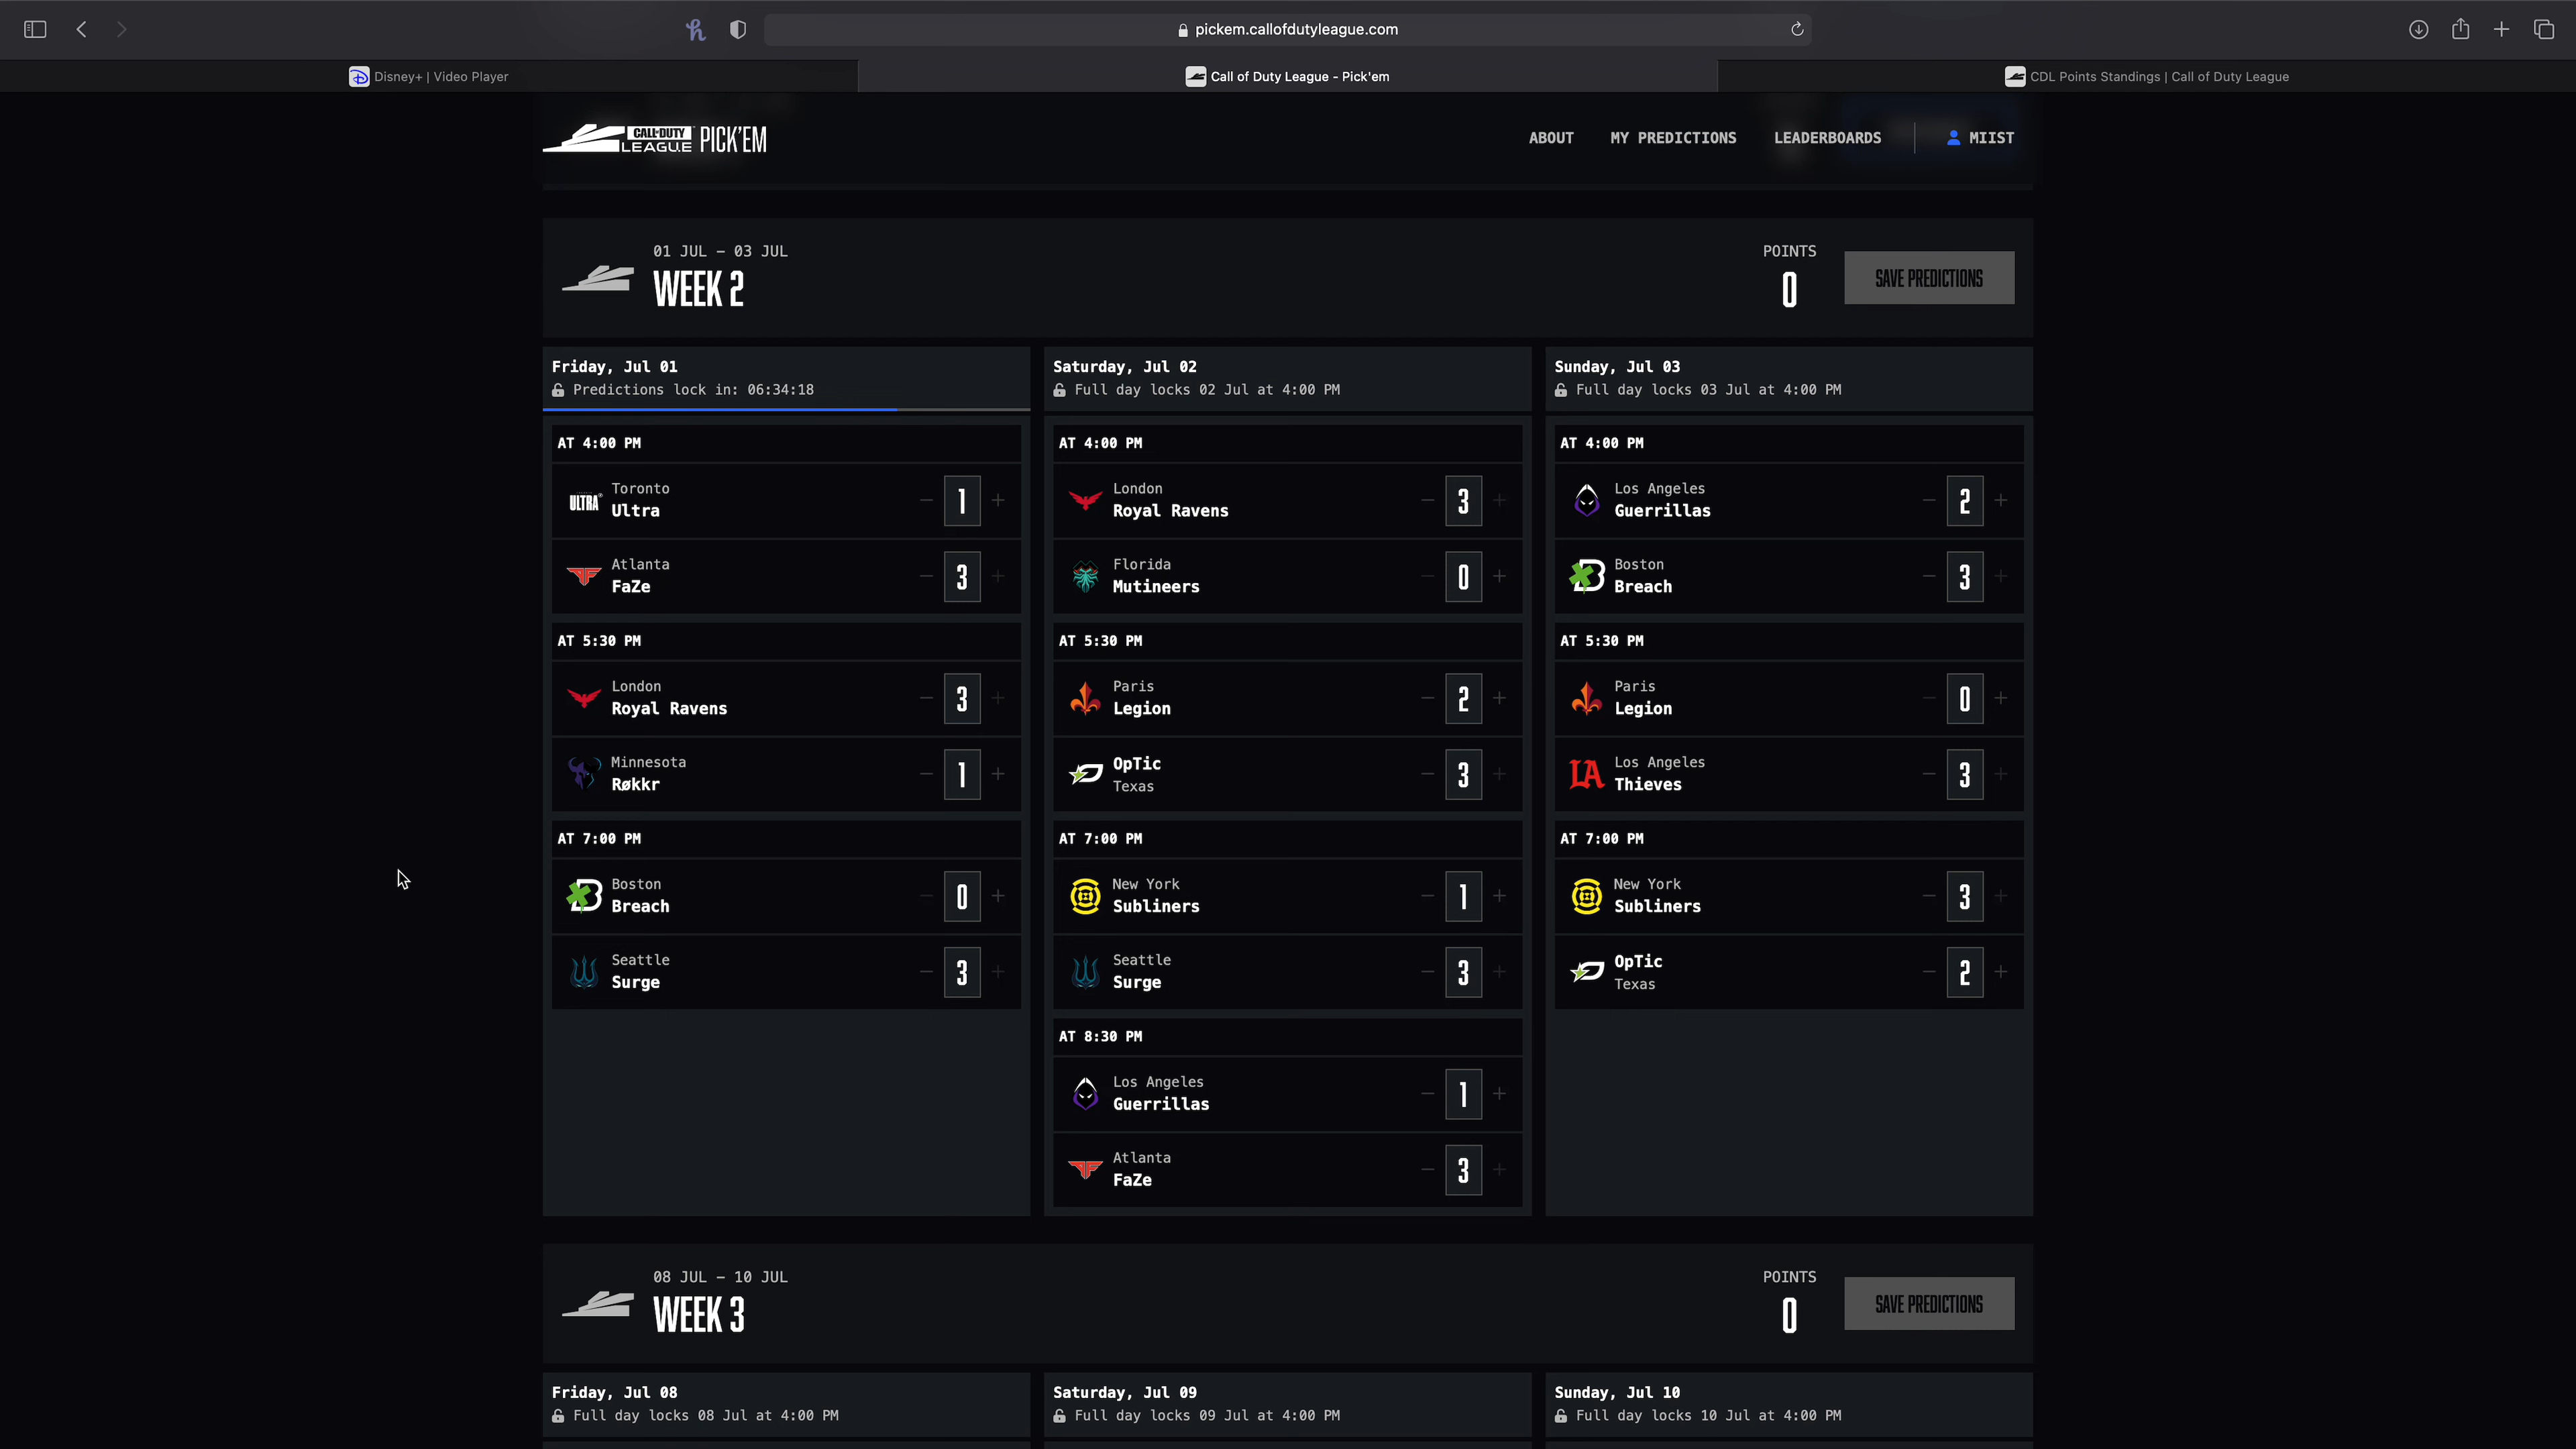 pickem.callofdutyleague.com
Disney+ | Video Player
Call of Duty League - Pick'em
CDL Points Standings | Call of Duty League
CALL·DUTY
LEAGUE PICK'EM
ABOUT
MY PREDICTIONS
LEADERBOARDS
MIIST
01 JUL – 03 JUL
WEEK 2
POINTS
0
SAVE PREDICTIONS
Friday, Jul 01
Predictions lock in: 06:34:18
AT 4:00 PM
ULTRA
Toronto
Ultra
1
Atlanta
FaZe
3
AT 5:30 PM
London
Royal Ravens
3
Minnesota
Røkkr
1
AT 7:00 PM
B
Boston
Breach
0
Seattle
Surge
3
Saturday, Jul 02
Full day locks 02 Jul at 4:00 PM
AT 4:00 PM
London
Royal Ravens
3
Florida
Mutineers
0
AT 5:30 PM
Paris
Legion
2
OpTic
Texas
3
AT 7:00 PM
New York
Subliners
1
Seattle
Surge
3
AT 8:30 PM
Los Angeles
Guerrillas
1
Atlanta
FaZe
3
Sunday, Jul 03
Full day locks 03 Jul at 4:00 PM
AT 4:00 PM
Los Angeles
Guerrillas
2
B
Boston
Breach
3
AT 5:30 PM
Paris
Legion
0
LA
Los Angeles
Thieves
3
AT 7:00 PM
New York
Subliners
3
OpTic
Texas
2
08 JUL – 10 JUL
WEEK 3
POINTS
0
SAVE PREDICTIONS
Friday, Jul 08
Full day locks 08 Jul at 4:00 PM
Saturday, Jul 09
Full day locks 09 Jul at 4:00 PM
Sunday, Jul 10
Full day locks 10 Jul at 4:00 PM